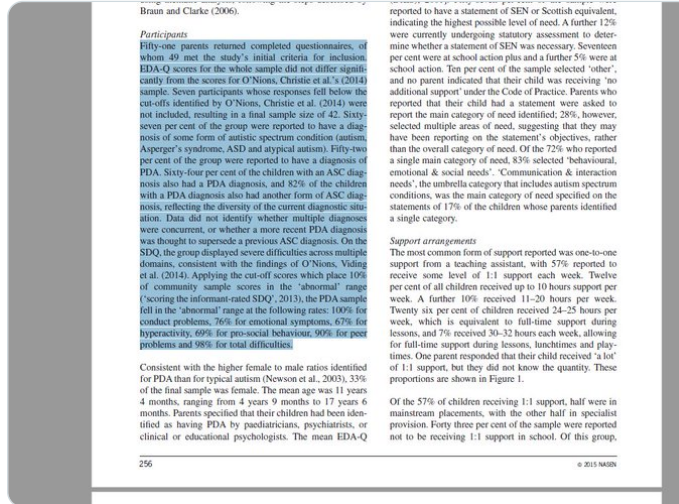 Braun and Clarke (2006).
Participants
Fifty-one parents returned completed questionnaires, of
whom 49 met the study's initial criteria for inclusion.
EDA-Q scores for the whole sample did not differ signifi-
cantly from the scores for O'Nions, Christie et al.'s (2014)
sample. Seven participants whose responses fell below the
cut-offs identified by O'Nions, Christie et al. (2014) were
not included, resulting in a final sample size of 42. Sixty-
seven per cent of the group were reported to have a diag-
nosis of some form of autistic spectrum condition (autism,
Asperger's syndrome, ASD and atypical autism). Fifty-two
per cent of the group were reported to have a diagnosis of
PDA. Sixty-four per cent of the children with an ASC diag-
nosis also had a PDA diagnosis, and 82% of the children
with a PDA diagnosis also had another form of ASC diag-
nosis, reflecting the diversity of the current diagnostic situ-
ation. Data did not identify whether multiple diagnoses
were concurrent, or whether a more recent PDA diagnosis
was thought to supersede a previous ASC diagnosis. On the
SDQ, the group displayed severe difficulties across multiple
domains, consistent with the findings of O'Nions, Viding
et al. (2014). Applying the cut-off scores which place 10%
of community sample scores in the 'abnormal' range
('scoring the informant-rated SDQ', 2013), the PDA sample
fell in the 'abnormal' range at the following rates: 100% for
conduct problems, 76% for emotional symptoms, 67% for
hyperactivity, 69% for pro-social behaviour, 90% for peer
problems and 98% for total difficulties.
Consistent with the higher female to male ratios identified
for PDA than for typical autism (Newson et al., 2003), 33%
of the final sample was female. The mean age was 11 years
4 months, ranging from 4 years 9 months to 17 years 6
months. Parents specified that their children had been iden-
tified as having PDA by paediatricians, psychiatrists, or
clinical or educational psychologists. The mean EDA-Q
256
reported to have a statement of SEN or Scottish equivalent,
indicating the highest possible level of need. A further 12%
were currently undergoing statutory assessment to deter-
mine whether a statement of SEN was necessary. Seventeen
per cent were at school action plus and a further 5% were at
school action. Ten per cent of the sample selected 'other',
and no parent indicated that their child was receiving 'no
additional support' under the Code of Practice. Parents who
reported that their child had a statement were asked to
report the main category of need identified; 28%, however,
selected multiple areas of need, suggesting that they may
have been reporting on the statement's objectives, rather
than the overall category of need. Of the 72% who reported
a single main category of need, 83% selected 'behavioural,
emotional & social needs'. 'Communication & interaction
needs', the umbrella category that includes autism spectrum
conditions, was the main category of need specified on the
statements of 17% of the children whose parents identified
a single category.
Support arrangements
The most common form of support reported was one-to-one
support from a teaching assistant, with 57% reported to
receive some level of 1:1 support each week. Twelve
per cent of all children received up to 10 hours support per
week. A further 10% received 11–20 hours per week.
Twenty six per cent of children received 24–25 hours per
week, which is equivalent to full-time support during
lessons, and 7% received 30–32 hours each week, allowing
for full-time support during lessons, lunchtimes and play-
times. One parent responded that their child received 'a lot'
of 1:1 support, but they did not know the quantity. These
proportions are shown in Figure 1.
Of the 57% of children receiving 1:1 support, half were in
mainstream placements, with the other half in specialist
provision. Forty three per cent of the sample were reported
not to be receiving 1:1 support in school. Of this group,
© 2015 NASEN